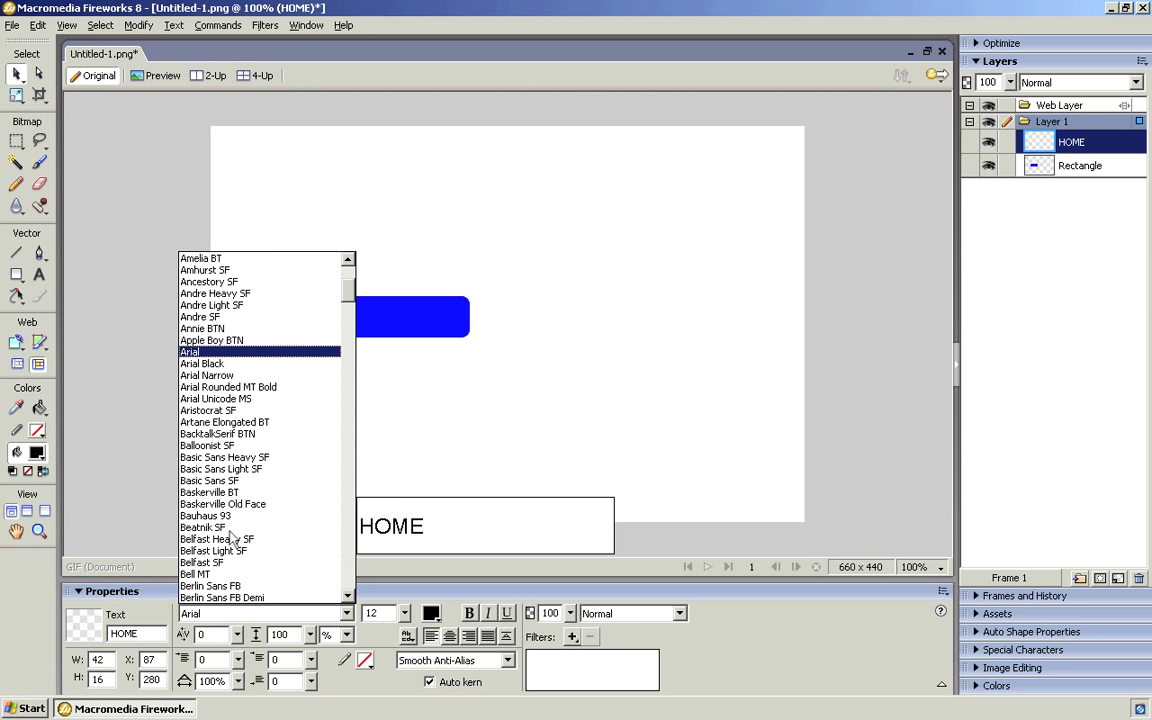 Macromedia Fireworks 8 - [Untitled-1.png @ 100% (HOME)*]
File Edit View Select Modify Text Commands Filters Window Help
Select
Bitmap
Vector
Web
Colors
View
Untitled-1.png*
Original Preview 2-Up 4-Up
Amelia BT
Amhurst SF
Ancestory SF
Andre Heavy SF
Andre Light SF
Andre SF
Annie BTN
Apple Boy BTN
Arial
Arial Black
Arial Narrow
Arial Rounded MT Bold
Arial Unicode MS
Aristocrat SF
Artane Elongated BT
BacktalkSerif BTN
Balloonist SF
Basic Sans Heavy SF
Basic Sans Light SF
Basic Sans SF
Baskerville BT
Baskerville Old Face
Bauhaus 93
Beatnik SF
Belfast Heavy SF
Belfast Light SF
Belfast SF
Bell MT
Berlin Sans FB
Berlin Sans FB Demi
HOME
GIF (Document)
1 660 x 440 100%
Properties
Text
HOME
Arial 12 B I U 100 Normal
0 100 %
Filters:
W: 42 X: 87
H: 16 Y: 280
0 0
100% 0
Smooth Anti-Alias
Auto kern
Optimize
Layers
100 Normal
Web Layer
Layer 1
HOME
Rectangle
Frame 1
Frames and History
Assets
Auto Shape Properties
Special Characters
Image Editing
Colors
Start Macromedia Firework...